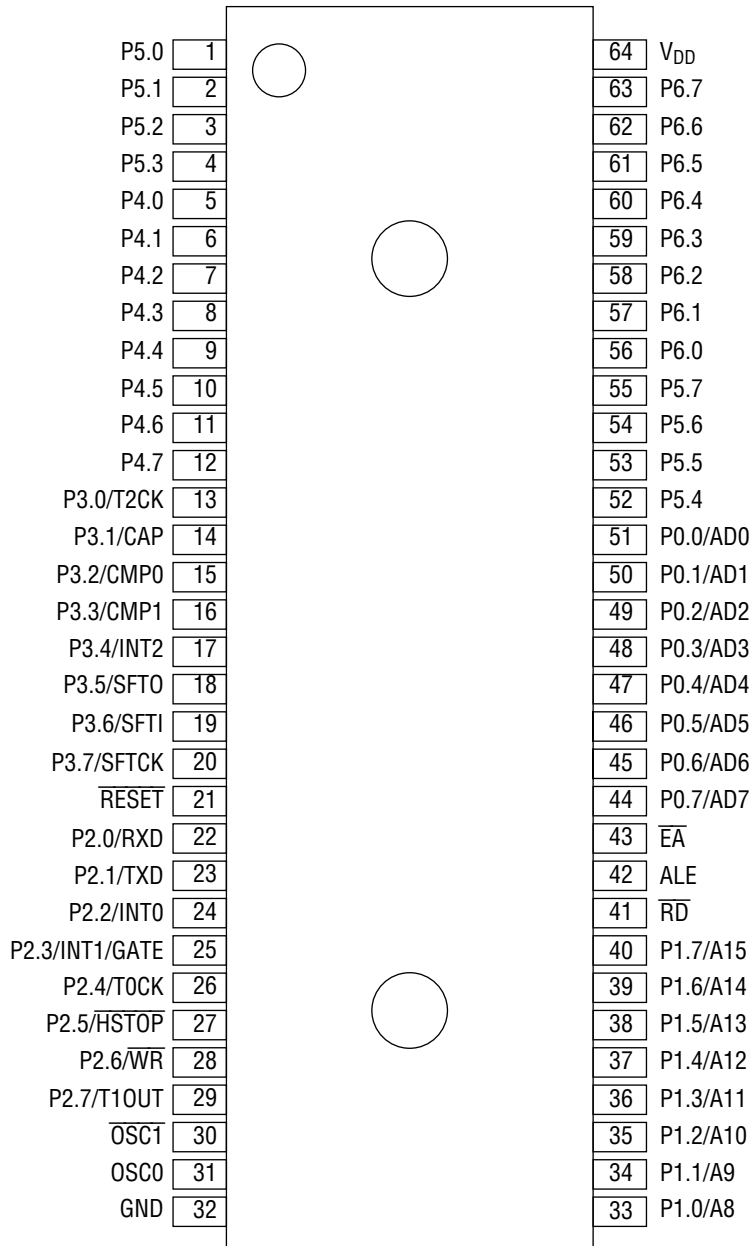 P5.0 1 64 VDD
P5.1 2 63 P6.7
P5.2 3 62 P6.6
P5.3 4 61 P6.5
P4.0 5 60 P6.4
P4.1 6 59 P6.3
P4.2 7 58 P6.2
P4.3 8 57 P6.1
P4.4 9 56 P6.0
P4.5 10 55 P5.7
P4.6 11 54 P5.6
P4.7 12 53 P5.5
P3.0/T2CK 13 52 P5.4
P3.1/CAP 14 51 P0.0/AD0
P3.2/CMP0 15 50 P0.1/AD1
P3.3/CMP1 16 49 P0.2/AD2
P3.4/INT2 17 48 P0.3/AD3
P3.5/SFTO 18 47 P0.4/AD4
P3.6/SFTI 19 46 P0.5/AD5
P3.7/SFTCK 20 45 P0.6/AD6
R̅E̅S̅E̅T̅ 21 44 P0.7/AD7
P2.0/RXD 22 43 E̅A̅
P2.1/TXD 23 42 ALE
P2.2/INT0 24 41 R̅D̅
P2.3/INT1/GATE 25 40 P1.7/A15
P2.4/T0CK 26 39 P1.6/A14
P2.5/H̅S̅T̅O̅P̅ 27 38 P1.5/A13
P2.6/W̅R̅ 28 37 P1.4/A12
P2.7/T1OUT 29 36 P1.3/A11
O̅S̅C̅1̅ 30 35 P1.2/A10
OSC0 31 34 P1.1/A9
GND 32 33 P1.0/A8